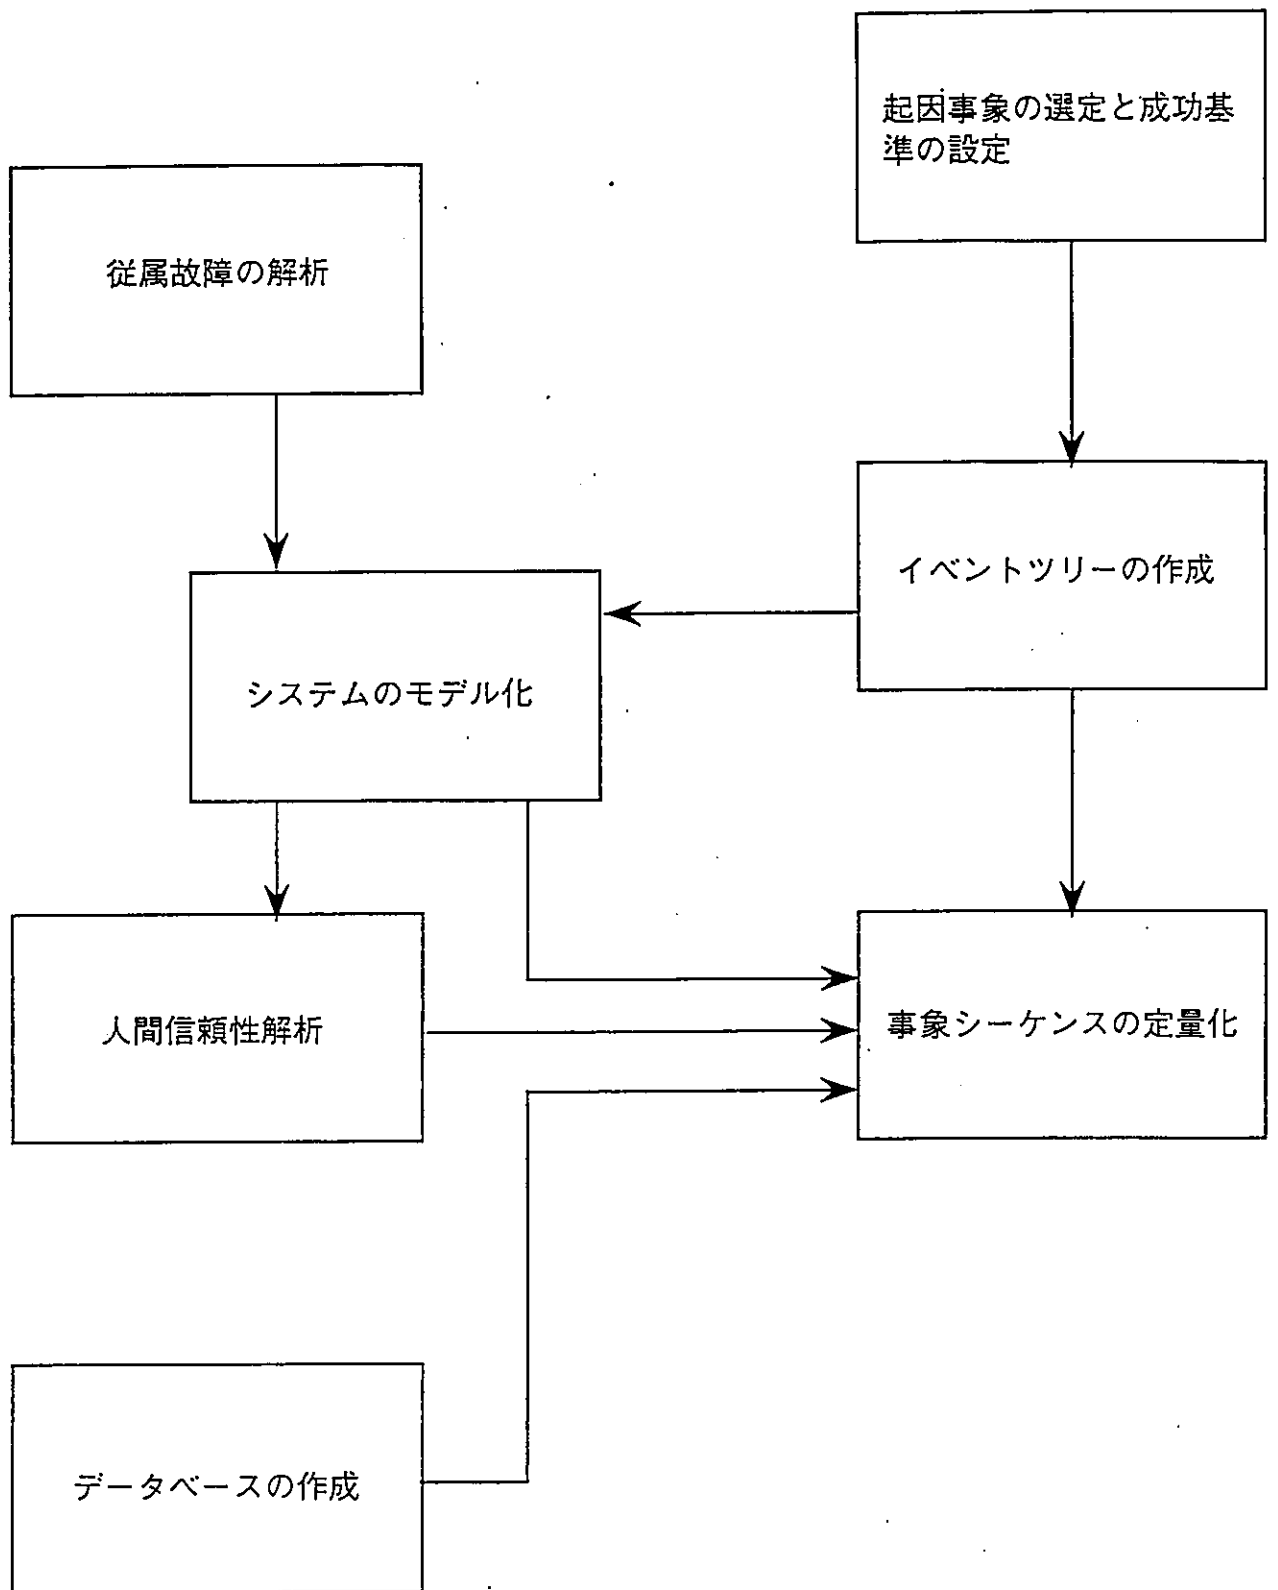 起因事象の選定と成功基
準の設定
従属故障の解析
イベントツリーの作成
システムのモデル化
人間信頼性解析
事象シーケンスの定量化
データベースの作成